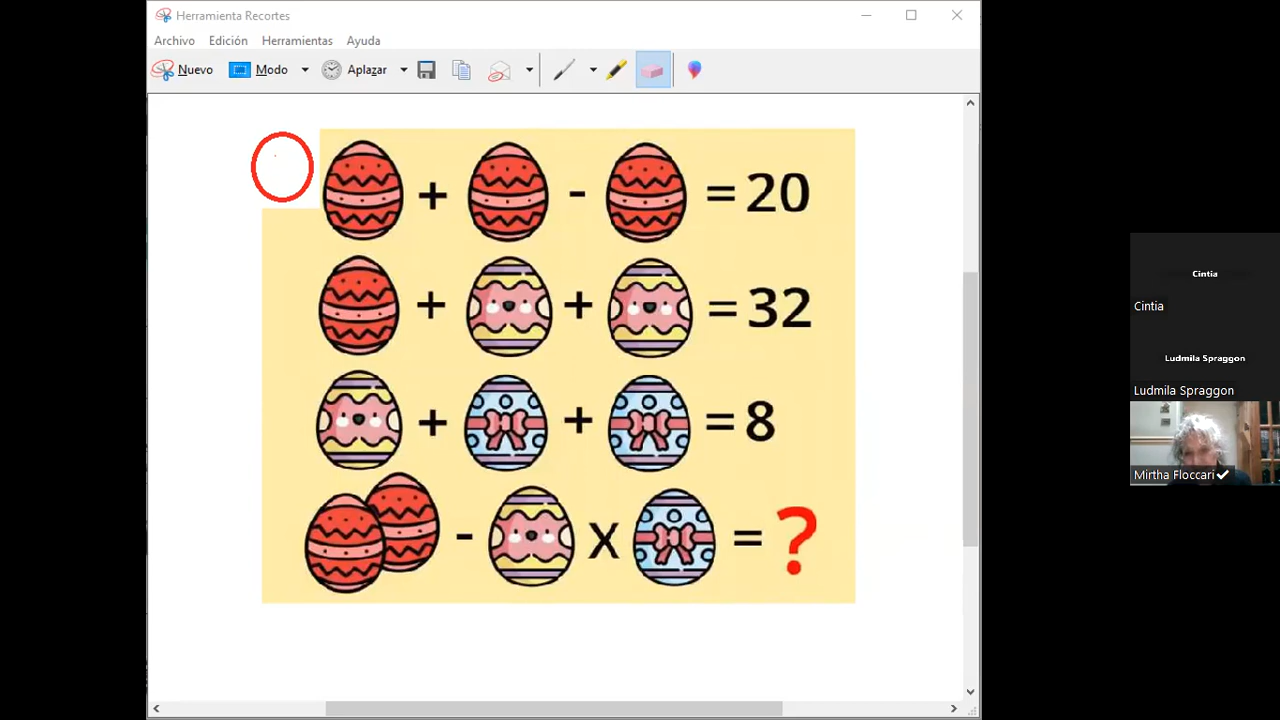 Herramienta Recortes
Archivo Edición Herramientas Ayuda
Nuevo Modo Aplazar
+ - = 20
+ + = 32
+ + = 8
- X = ?
Cintia
Cintia
Ludmila Spraggon
Ludmila Spraggon
Mirtha Floccari